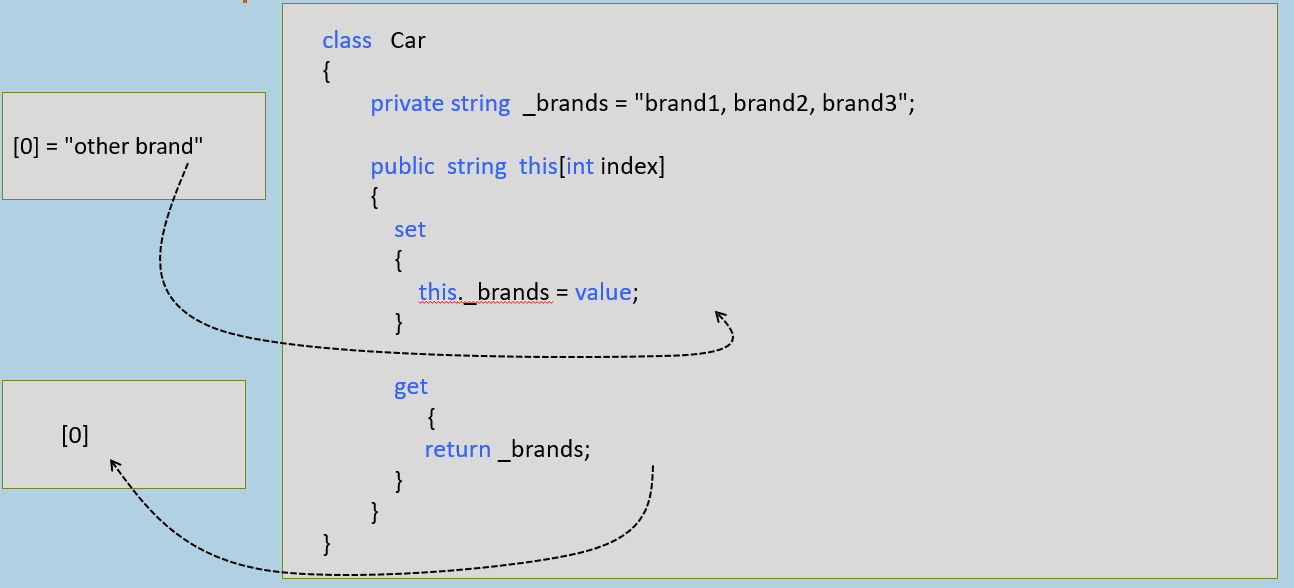 class Car
{
private string _brands = "brand1, brand2, brand3";
[0] = "other brand"
public string this[int index]
{
set
{
this._brands = value;
}
get
{
[0]
return _brands;
}
}
}